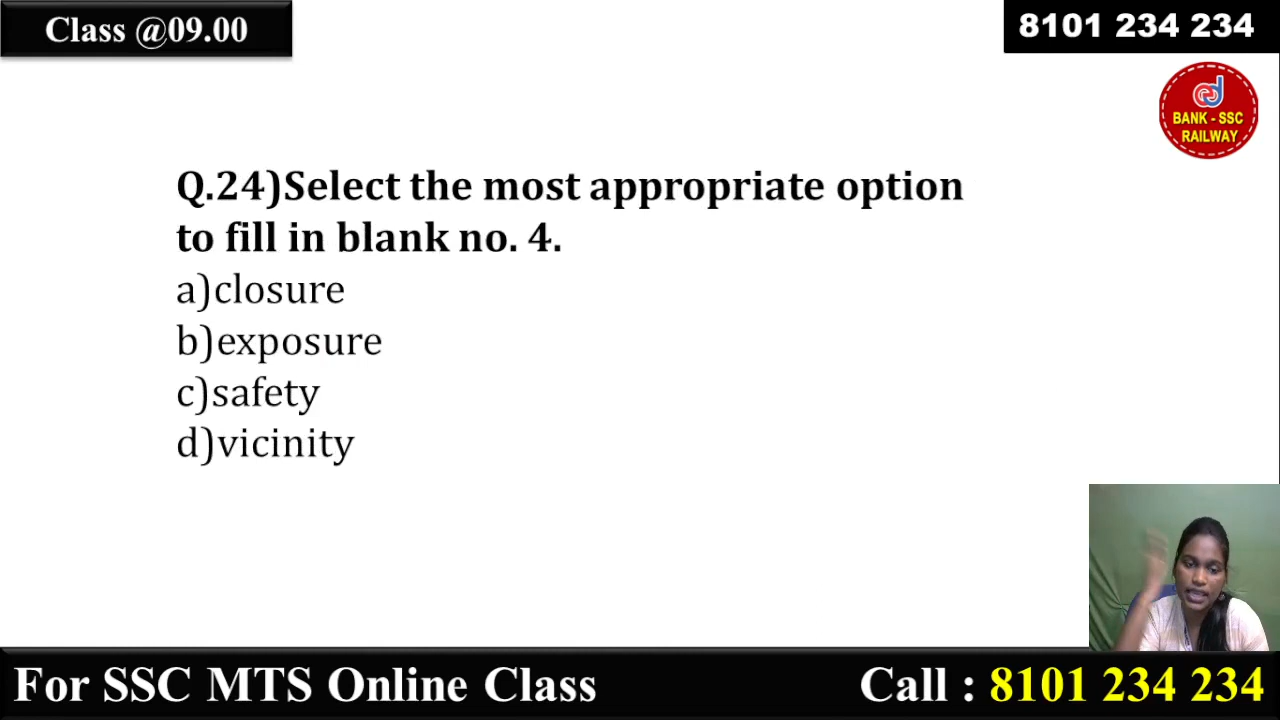 Class @09.00
8101 234 234
BANK - SSC
RAILWAY
Q.24)Select the most appropriate option
to fill in blank no. 4.
a)closure
b)exposure
c)safety
d)vicinity
For SSC MTS Online Class
Call : 8101 234 234